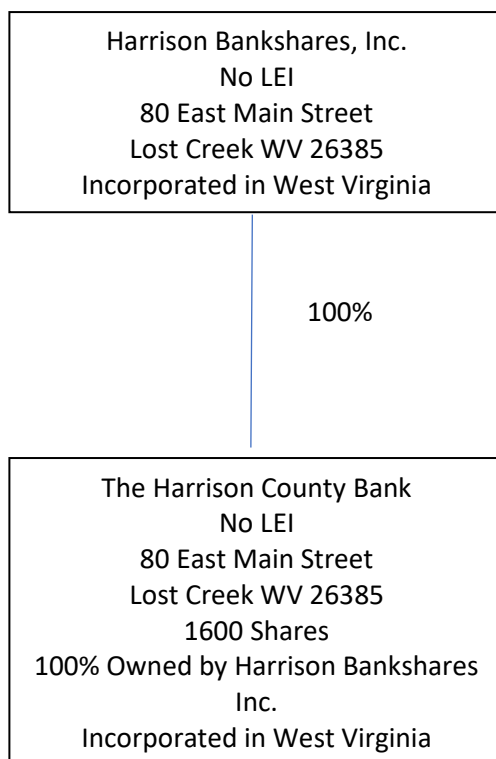 Harrison Bankshares, Inc.
No LEI
80 East Main Street
Lost Creek WV 26385
Incorporated in West Virginia
100%
The Harrison County Bank
No LEI
80 East Main Street
Lost Creek WV 26385
1600 Shares
100% Owned by Harrison Bankshares
Inc.
Incorporated in West Virginia